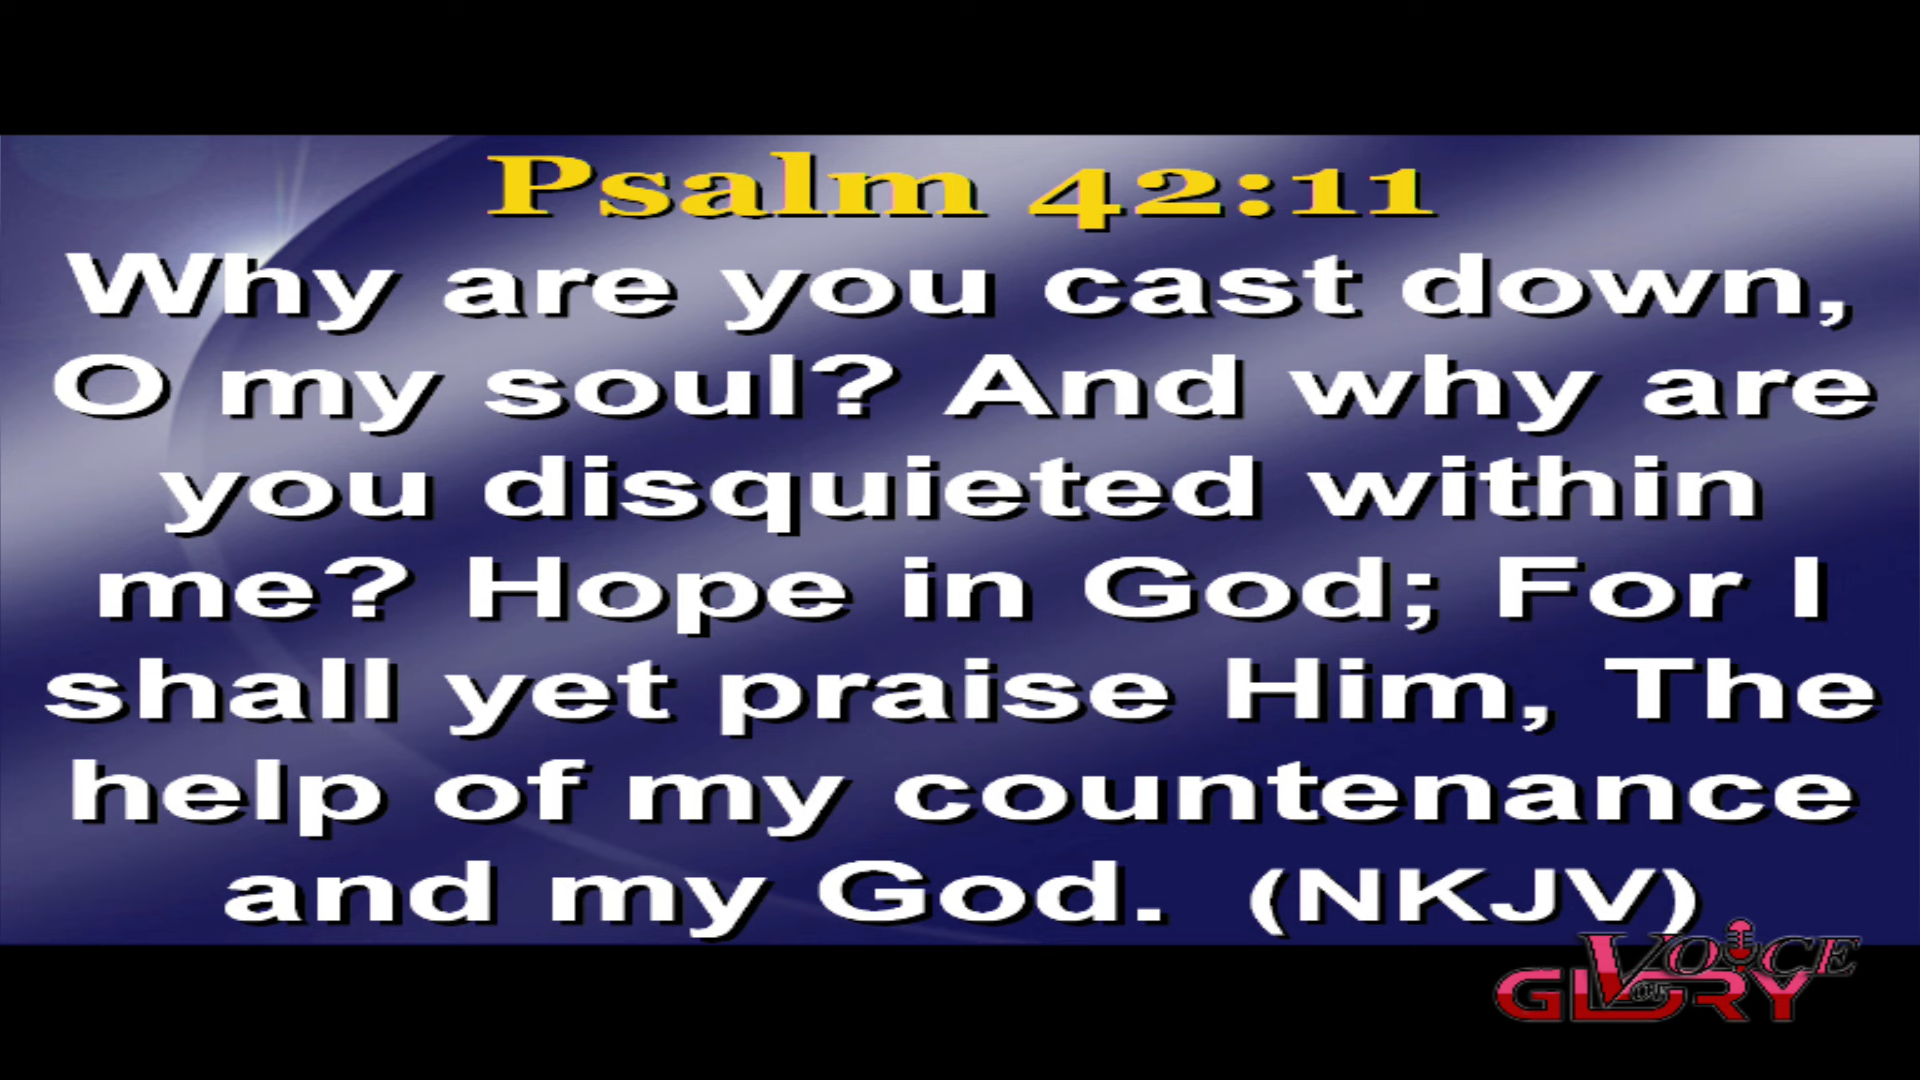 Psalm 42:11
Why are you cast down,
O my soul? And why are
you disquieted within
me? Hope in God; For I
shall yet praise Him, The
help of my countenance
and my God. (NKJV)
VOICE
OF
GLORY